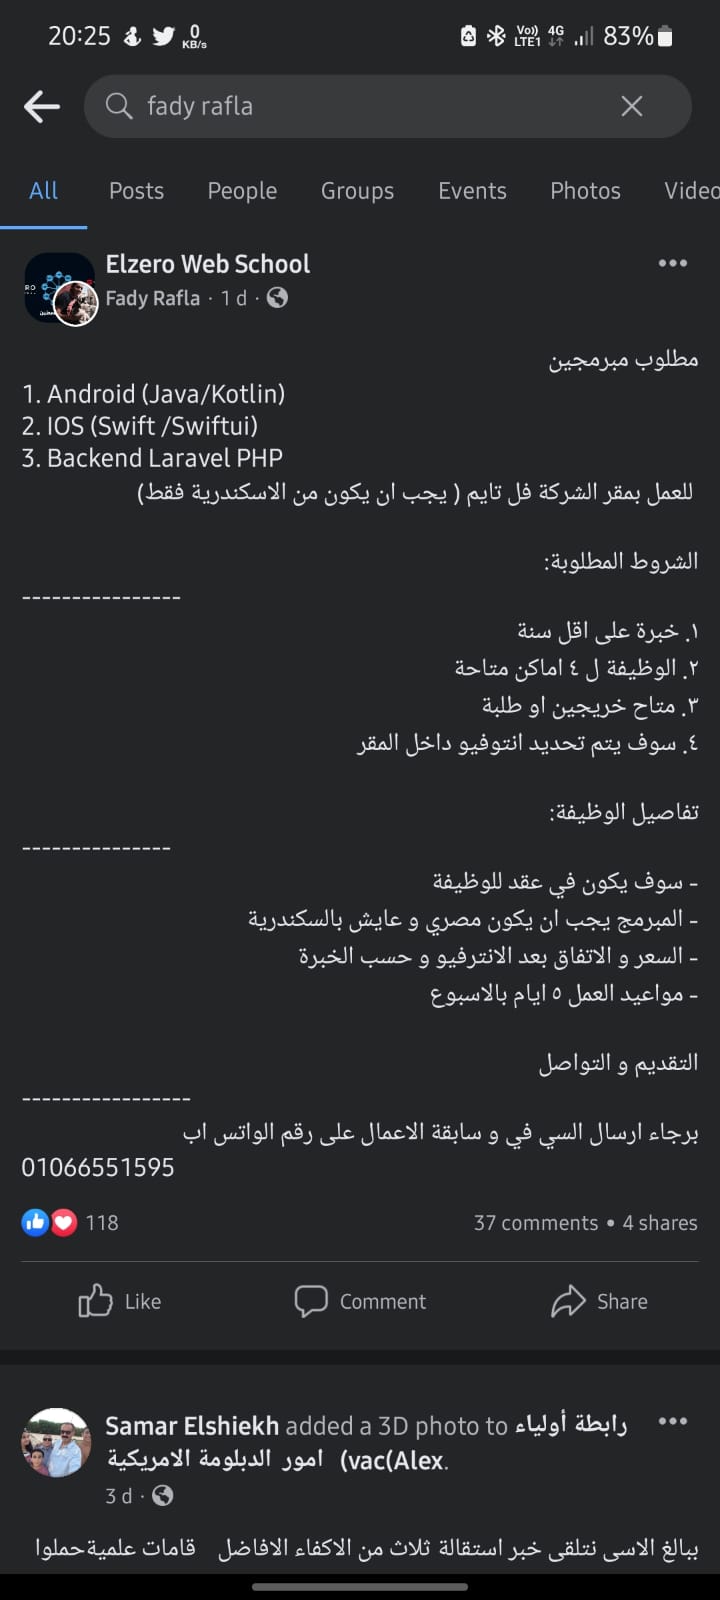 20:25
0
KB/s
Vo))
LTE1
4G
83%
fady rafla
All
Posts
People
Groups
Events
Photos
Video
Elzero Web School
Fady Rafla · 1 d ·
مطلوب مبرمجين
1. Android (Java/Kotlin)
2. IOS (Swift /Swiftui)
3. Backend Laravel PHP
للعمل بمقر الشركة فل تايم ( يجب ان يكون من الاسكندرية فقط)
الشروط المطلوبة:
----------------
١. خبرة على اقل سنة
٢. الوظيفة ل ٤ اماكن متاحة
٣. متاح خريجين او طلبة
٤. سوف يتم تحديد انتوفيو داخل المقر
تفاصيل الوظيفة:
---------------
- سوف يكون في عقد للوظيفة
- المبرمج يجب ان يكون مصري و عايش بالسكندرية
- السعر و الاتفاق بعد الانترفيو و حسب الخبرة
- مواعيد العمل ٥ ايام بالاسبوع
التقديم و التواصل
-----------------
برجاء ارسال السي في و سابقة الاعمال على رقم الواتس اب
01066551595
118
37 comments • 4 shares
Like
Comment
Share
Samar Elshiekh added a 3D photo to رابطة أولياء
امور الدبلومة الامريكية (vac(Alex.
3 d ·
ببالغ الاسى نتلقى خبر استقالة ثلاث من الاكفاء الافاضل قامات علمية حملوا